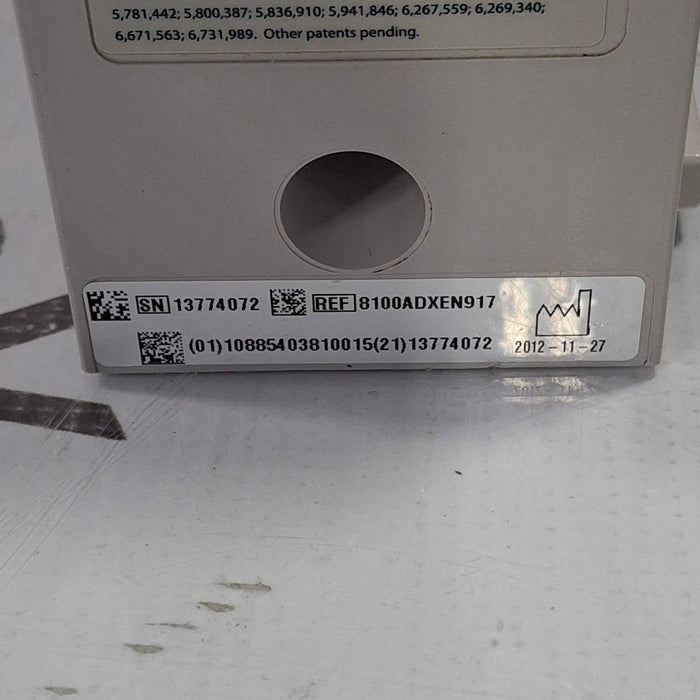 5,781,442; 5,800,387; 5,836,910; 5,941,846; 6,267,559; 6,269,340;
6,671,563; 6,731,989. Other patents pending.
SN 13774072 REF 8100ADXEN917
(01)10885403810015(21)13774072 2012-11-27